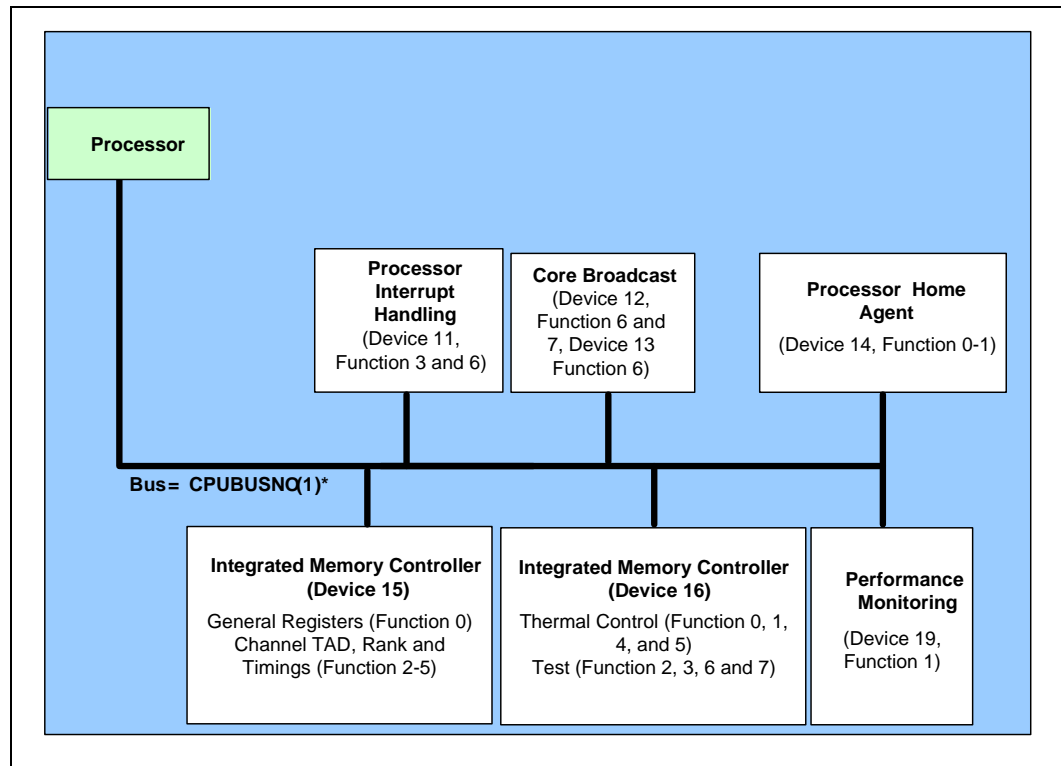 Processor
Processor
Interrupt
Handling
(Device 11,
Function 3 and 6)
Core Broadcast
(Device 12,
Function 6 and
7, Device 13
Function 6)
Processor Home
Agent
(Device 14, Function 0-1)
Bus= CPUBUSNO(1)*
Integrated Memory Controller
(Device 15)
General Registers (Function 0)
Channel TAD, Rank and
Timings (Function 2-5)
Integrated Memory Controller
(Device 16)
Thermal Control (Function 0, 1,
4, and 5)
Test (Function 2, 3, 6 and 7)
Performance
Monitoring
(Device 19,
Function 1)